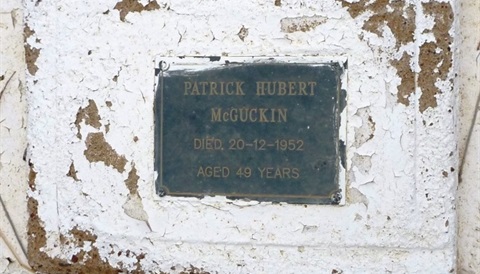 PATRICK HUBERT
McGUCKIN
DIED, 20-12-1952
AGED 49 YEARS